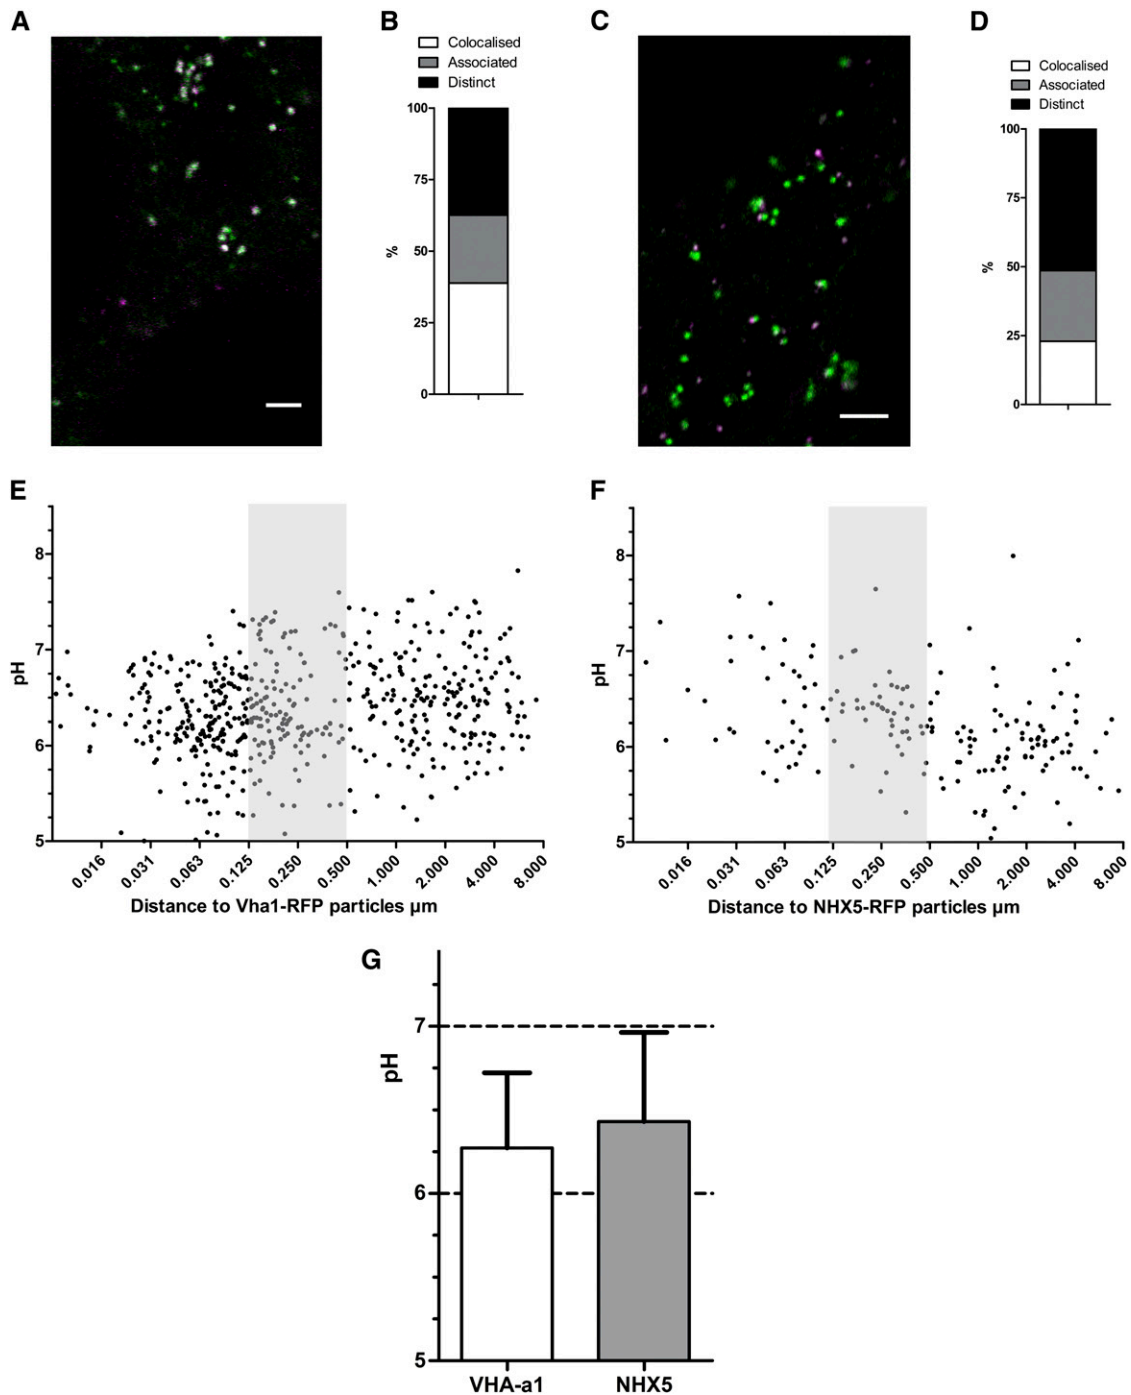 A
B
Colocalised
Associated
Distinct
100
75
50
25
0
%
C
D
Colocalised
Associated
Distinct
100
75
50
25
0
%
E
pH
8
7
6
5
0.016 0.031 0.063 0.125 0.250 0.500 1.000 2.000 4.000 8.000
Distance to Vha1-RFP particles µm
F
pH
8
7
6
5
0.016 0.031 0.063 0.125 0.250 0.500 1.000 2.000 4.000 8.000
Distance to NHX5-RFP particles µm
G
pH
7
6
5
VHA-a1 NHX5